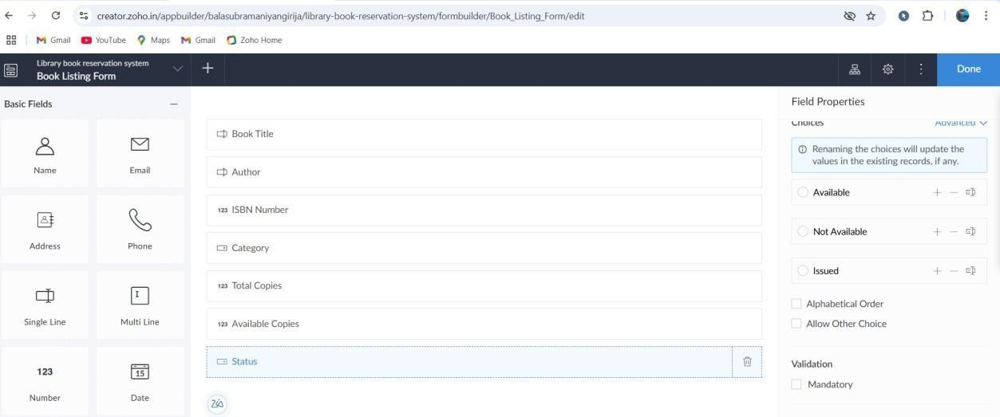 creator.zoho.in/appbuilder/balasubramaniyangirija/library-book-reservation-system/formbuilder/Book_Listing_Form/edit
Gmail YouTube Maps Gmail Zoho Home
Library book reservation system
Book Listing Form
Done
Basic Fields
Name Email
Address Phone
Single Line Multi Line
123 15
Number Date
Book Title
Author
123 ISBN Number
Category
123 Total Copies
123 Available Copies
Status
Zia
Field Properties
Choices Advanced
Renaming the choices will update the
values in the existing records, if any.
Available
Not Available
Issued
Alphabetical Order
Allow Other Choice
Validation
Mandatory